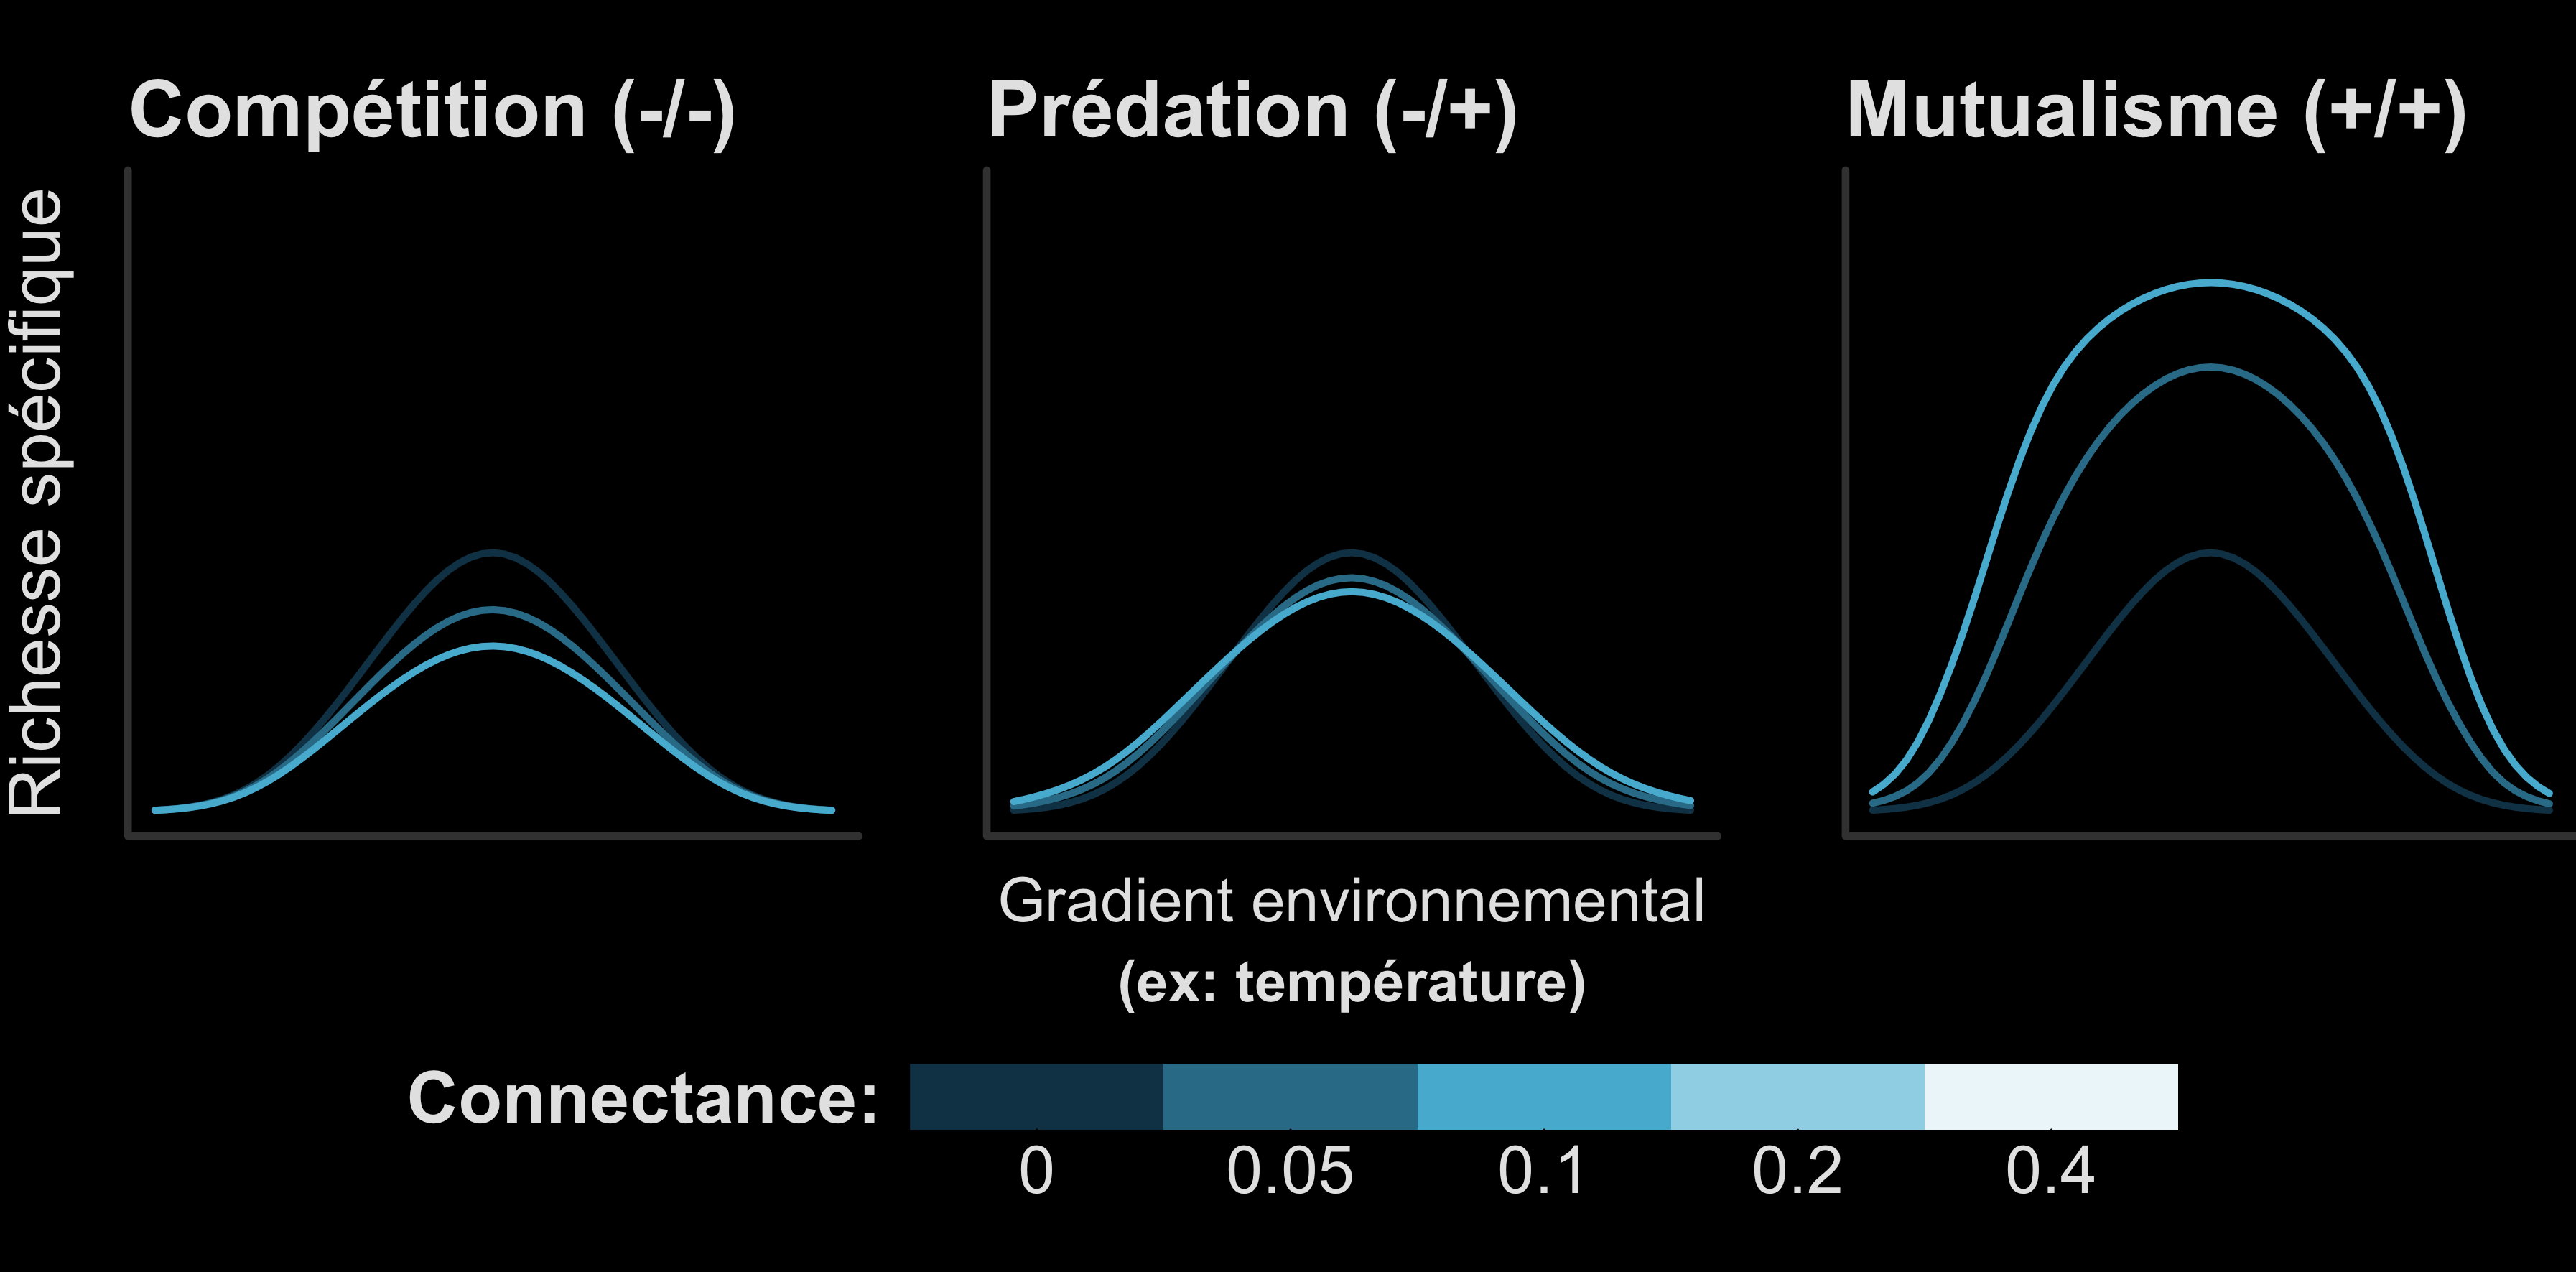 Compétition (-/-)
Prédation (-/+)
Mutualisme (+/+)
Richesse spécifique
Gradient environnemental
(ex: température)
Connectance:
0
0.05
0.1
0.2
0.4